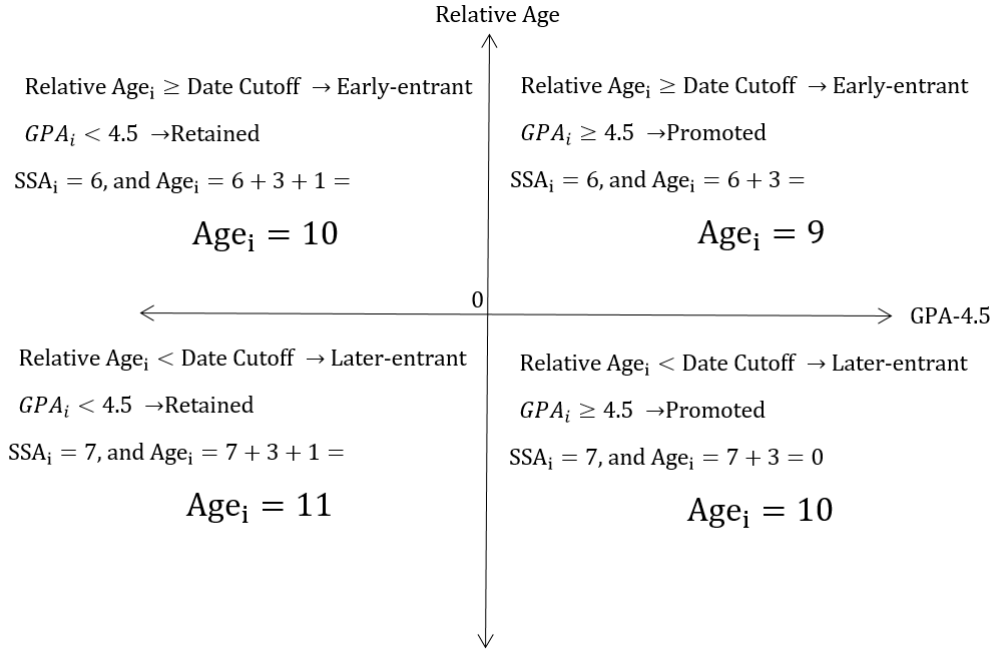 Relative Age
Relative Ageᵢ ≥ Date Cutoff → Early-entrant
GPAᵢ < 4.5 →Retained
SSAᵢ = 6, and Ageᵢ = 6 + 3 + 1 =
Ageᵢ = 10
Relative Ageᵢ ≥ Date Cutoff → Early-entrant
GPAᵢ ≥ 4.5 →Promoted
SSAᵢ = 6, and Ageᵢ = 6 + 3 =
Ageᵢ = 9
0
GPA-4.5
Relative Ageᵢ < Date Cutoff → Later-entrant
GPAᵢ < 4.5 →Retained
SSAᵢ = 7, and Ageᵢ = 7 + 3 + 1 =
Ageᵢ = 11
Relative Ageᵢ < Date Cutoff → Later-entrant
GPAᵢ ≥ 4.5 →Promoted
SSAᵢ = 7, and Ageᵢ = 7 + 3 = 0
Ageᵢ = 10